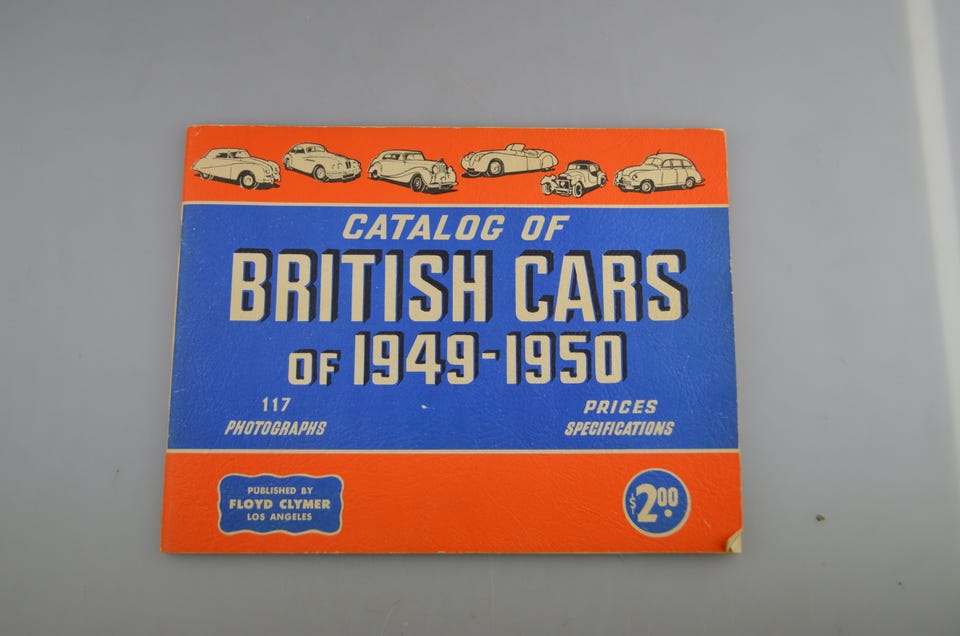 CATALOG OF
BRITISH CARS
OF 1949-1950
117
PHOTOGRAPHS
PRICES
SPECIFICATIONS
PUBLISHED BY
FLOYD CLYMER
LOS ANGELES
$2.00